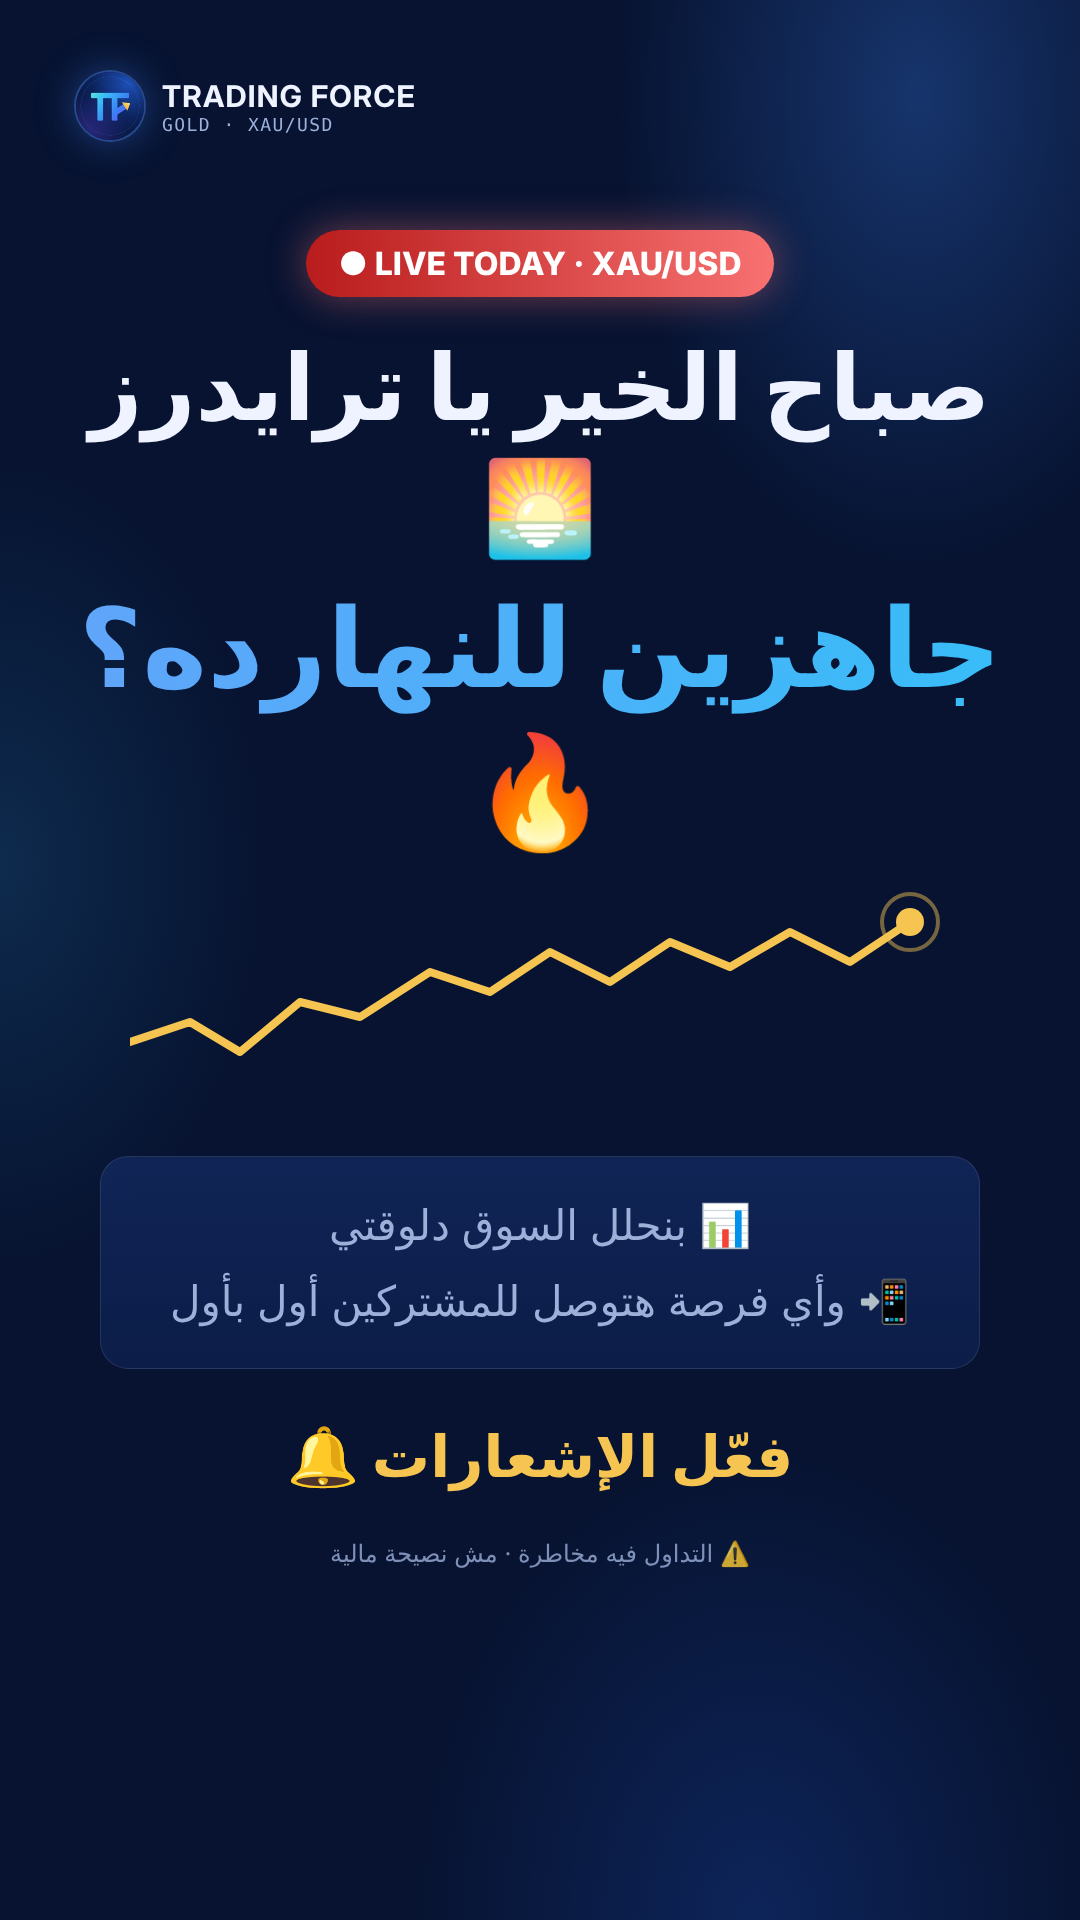 TRADING FORCE
GOLD · XAU/USD
LIVE TODAY · XAU/USD
صباح الخير يا ترايدرز
🌅
جاهزين للنهارده؟
🔥
📊 بنحلل السوق دلوقتي
📲 وأي فرصة هتوصل للمشتركين أول بأول
فعّل الإشعارات 🔔
⚠️ التداول فيه مخاطرة · مش نصيحة مالية